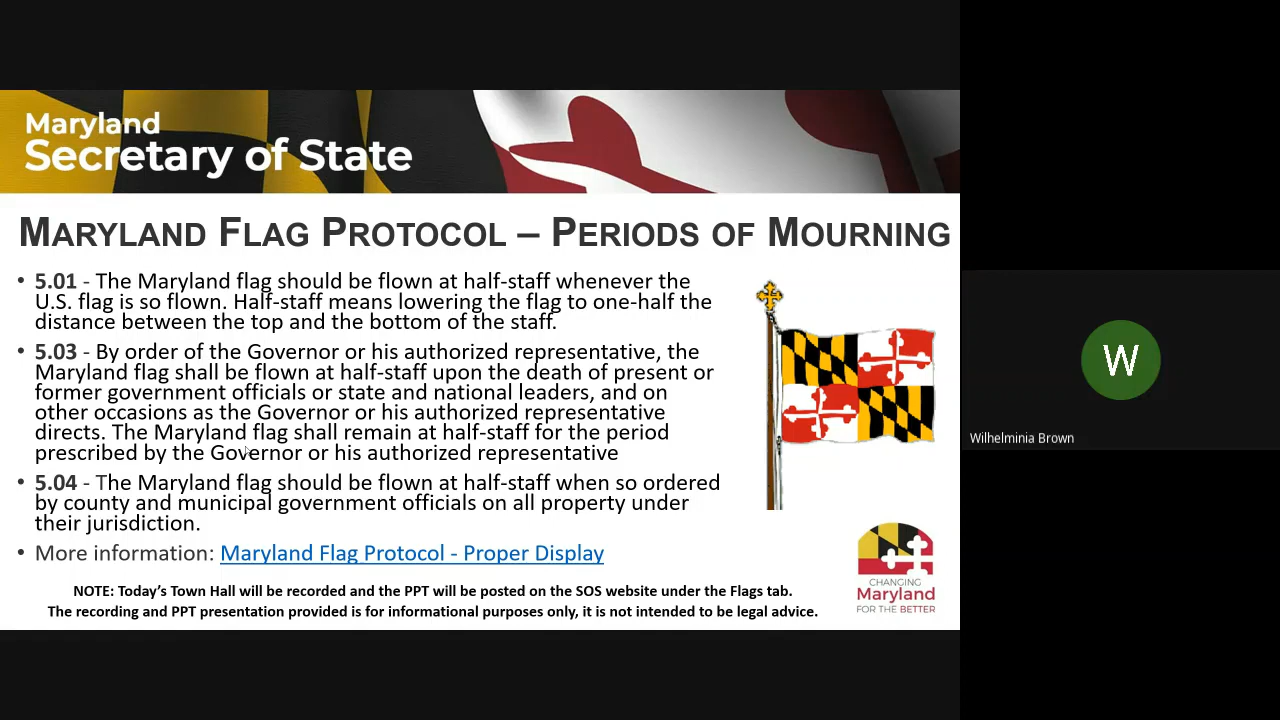 Maryland
Secretary of State
MARYLAND FLAG PROTOCOL – PERIODS OF MOURNING
• 5.01 - The Maryland flag should be flown at half-staff whenever the
U.S. flag is so flown. Half-staff means lowering the flag to one-half the
distance between the top and the bottom of the staff.
• 5.03 - By order of the Governor or his authorized representative, the
Maryland flag shall be flown at half-staff upon the death of present or
former government officials or state and national leaders, and on
other occasions as the Governor or his authorized representative
directs. The Maryland flag shall remain at half-staff for the period
prescribed by the Governor or his authorized representative
• 5.04 - The Maryland flag should be flown at half-staff when so ordered
by county and municipal government officials on all property under
their jurisdiction.
• More information: Maryland Flag Protocol - Proper Display
NOTE: Today's Town Hall will be recorded and the PPT will be posted on the SOS website under the Flags tab.
The recording and PPT presentation provided is for informational purposes only, it is not intended to be legal advice.
CHANGING
Maryland
FOR THE BETTER
W
Wilhelminia Brown